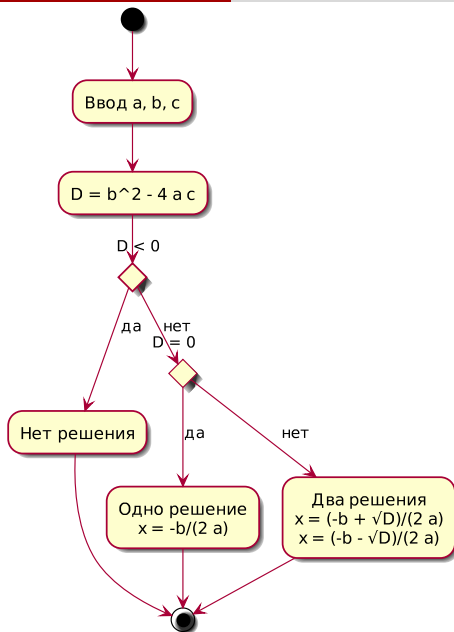 Ввод a, b, c
D = b^2 - 4 a c
D < 0
да
нет
D = 0
Нет решения
да
нет
Одно решение
x = -b/(2 a)
Два решения
x = (-b + √D)/(2 a)
x = (-b - √D)/(2 a)